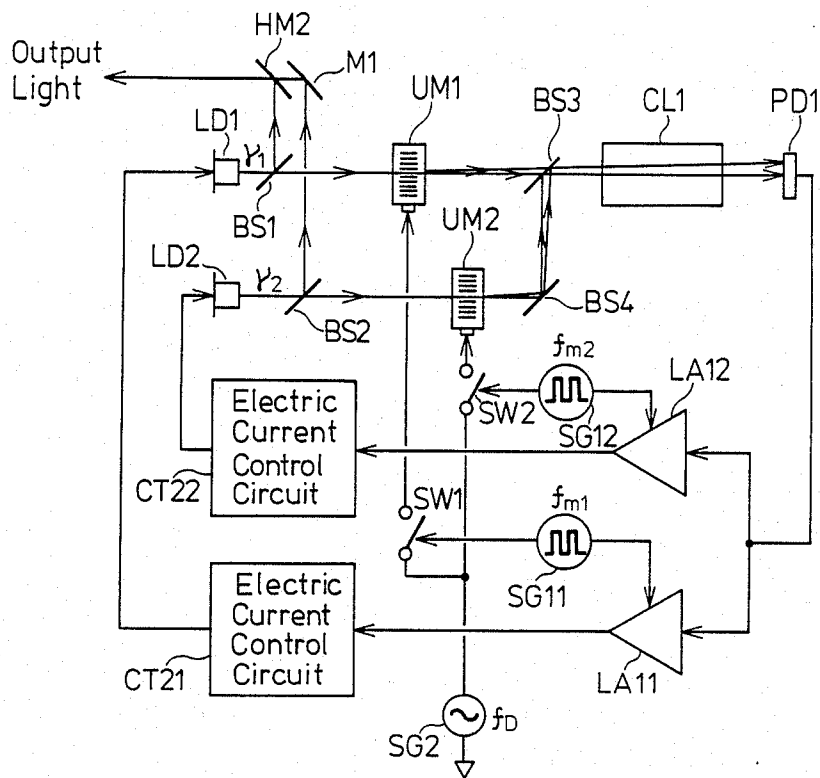 HM2
Output
Light
M1
UM1
BS3
CL1
PD1
LD1
γ1
BS1
UM2
LD2
γ2
BS2
BS4
fm2
LA12
Electric
Current
Control
Circuit
SW2
SG12
CT22
SW1
fm1
Electric
Current
Control
Circuit
SG11
CT21
LA11
SG2
fD